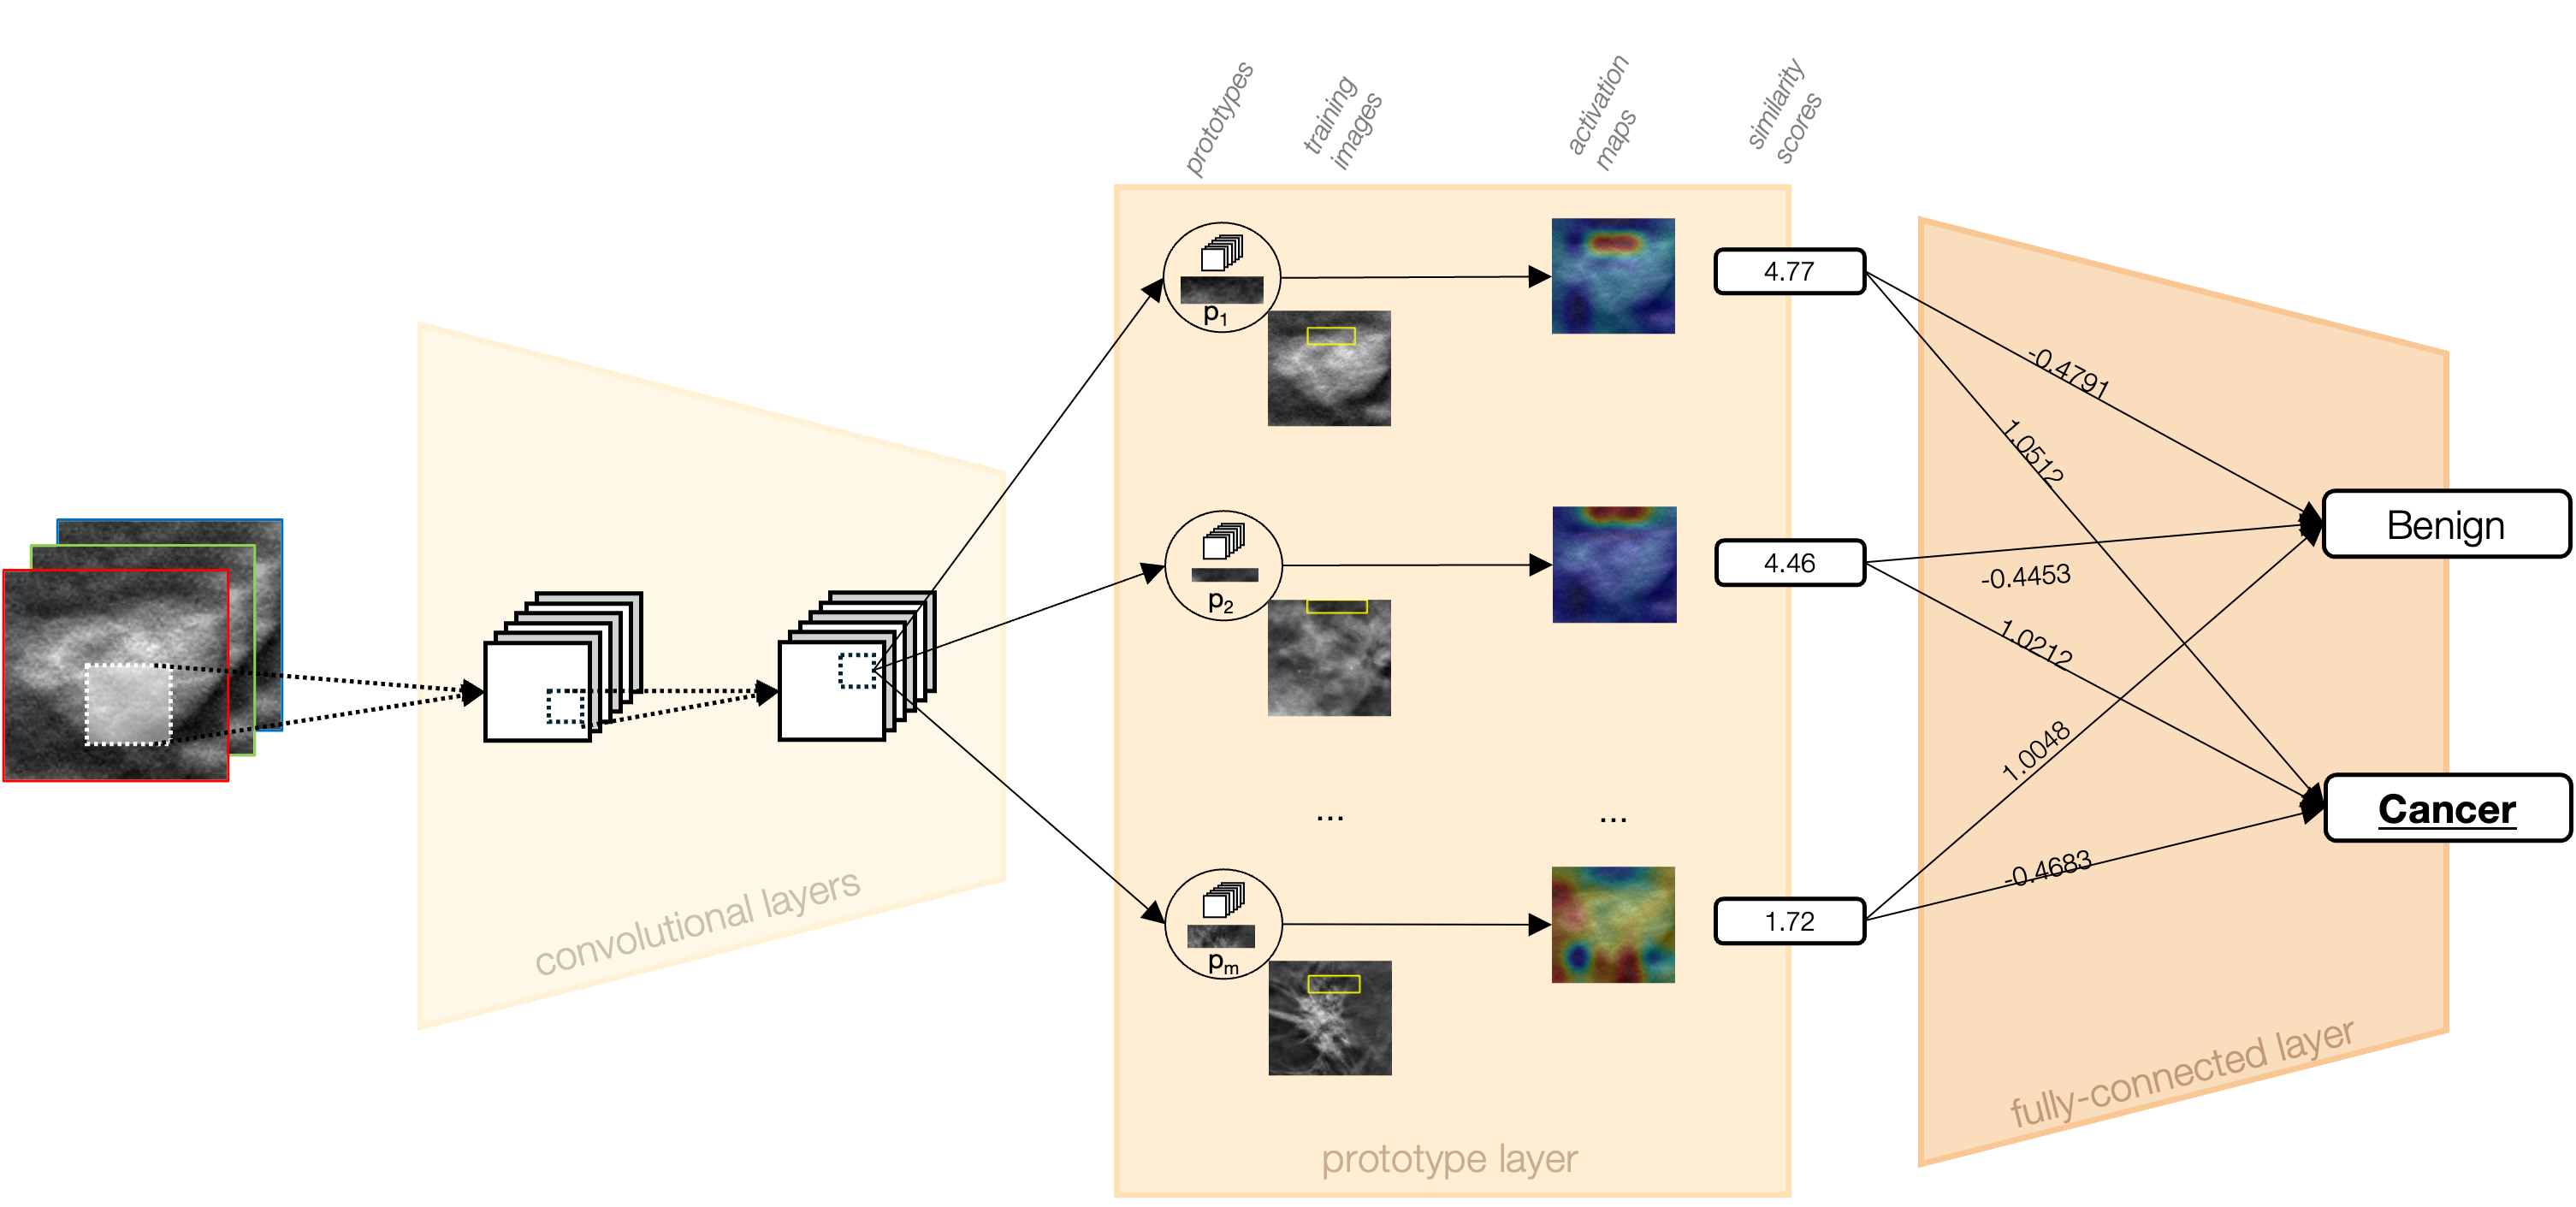 prototypes
training
images
activation
maps
similarity
scores
p1
4.77
-0.4791
1.0512
Benign
p2
4.46
-0.4453
1.0212
1.0048
...
...
Cancer
pm
1.72
-0.4683
convolutional layers
prototype layer
fully-connected layer